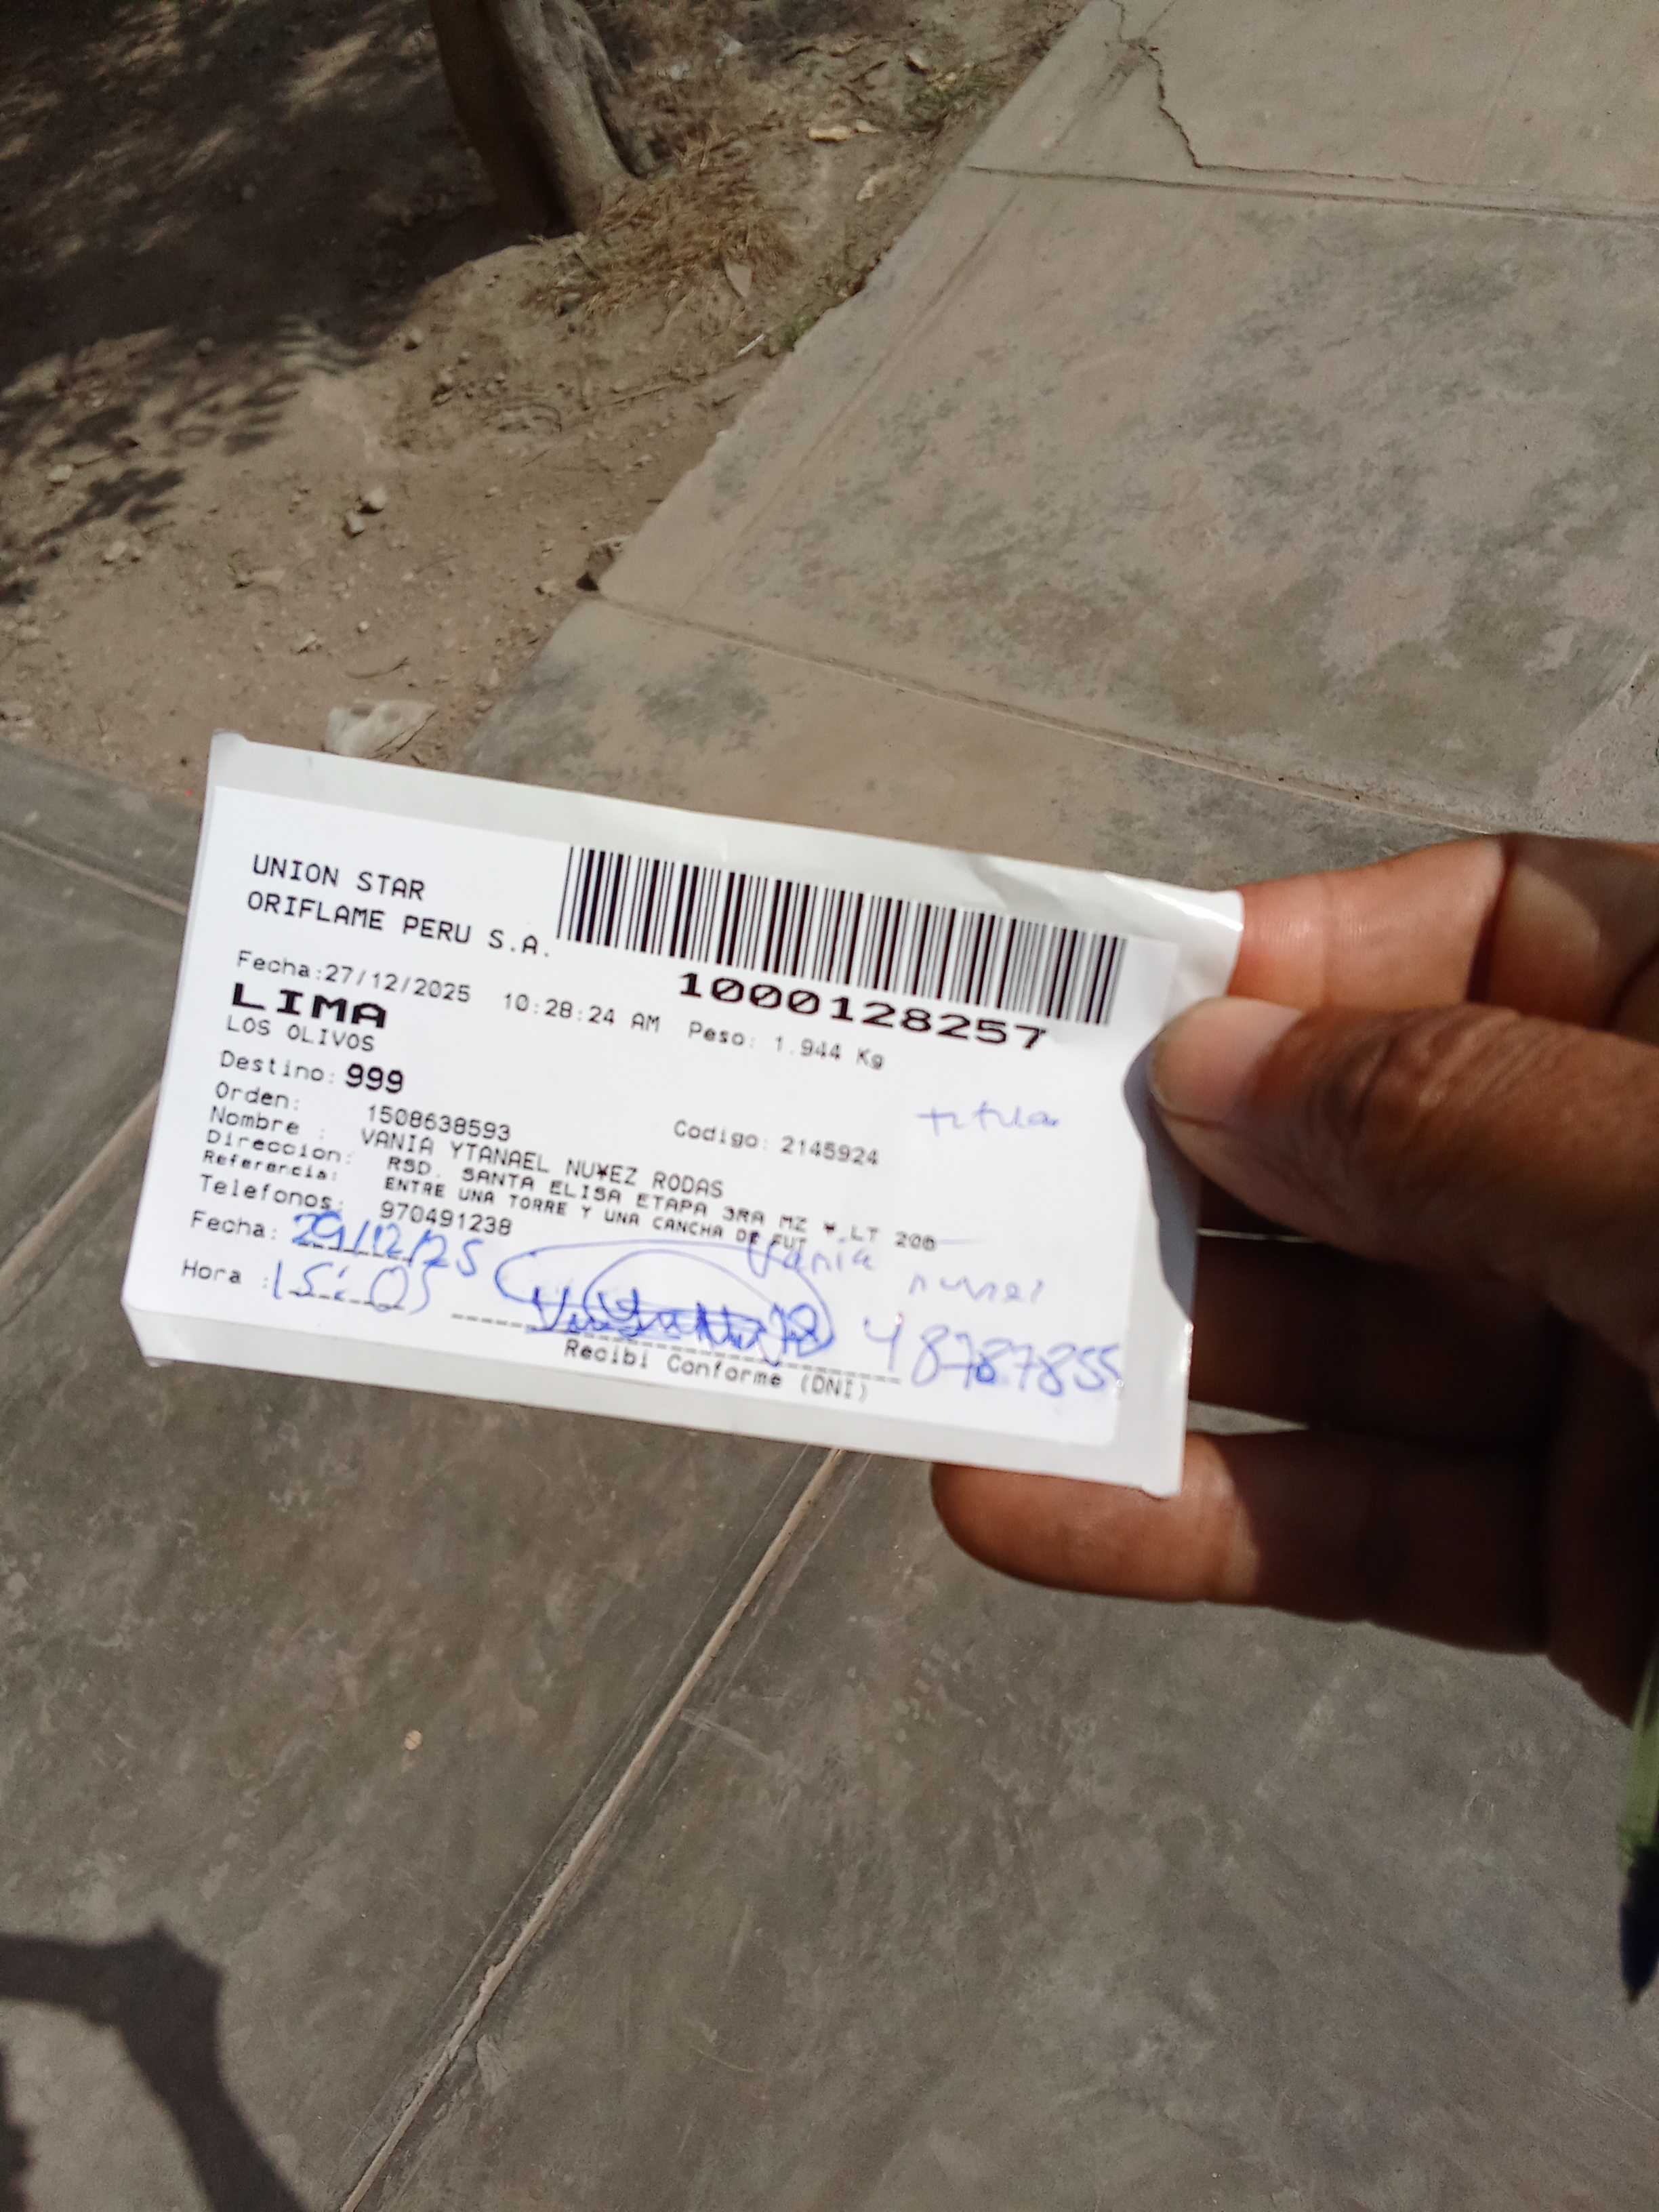 UNION STAR
ORIFLAME PERU S.A.
1000128257
Fecha:27/12/2025 10:28:24 AM Peso: 1.944 Kg
LIMA
LOS OLIVOS
Destino: 999
Orden: 1508638593 Codigo: 2145924
titular
Nombre : VANIA YTANAEL NU¥EZ RODAS
Direccion: RSD. SANTA ELISA ETAPA 3RA MZ ¥ LT 200
Referencia: ENTRE UNA TORRE Y UNA CANCHA DE FUT
Telefonos: 970491238
Fecha: 29/12/25
Vania nunez
Hora : 15:05
48787855
Recibi Conforme (DNI)